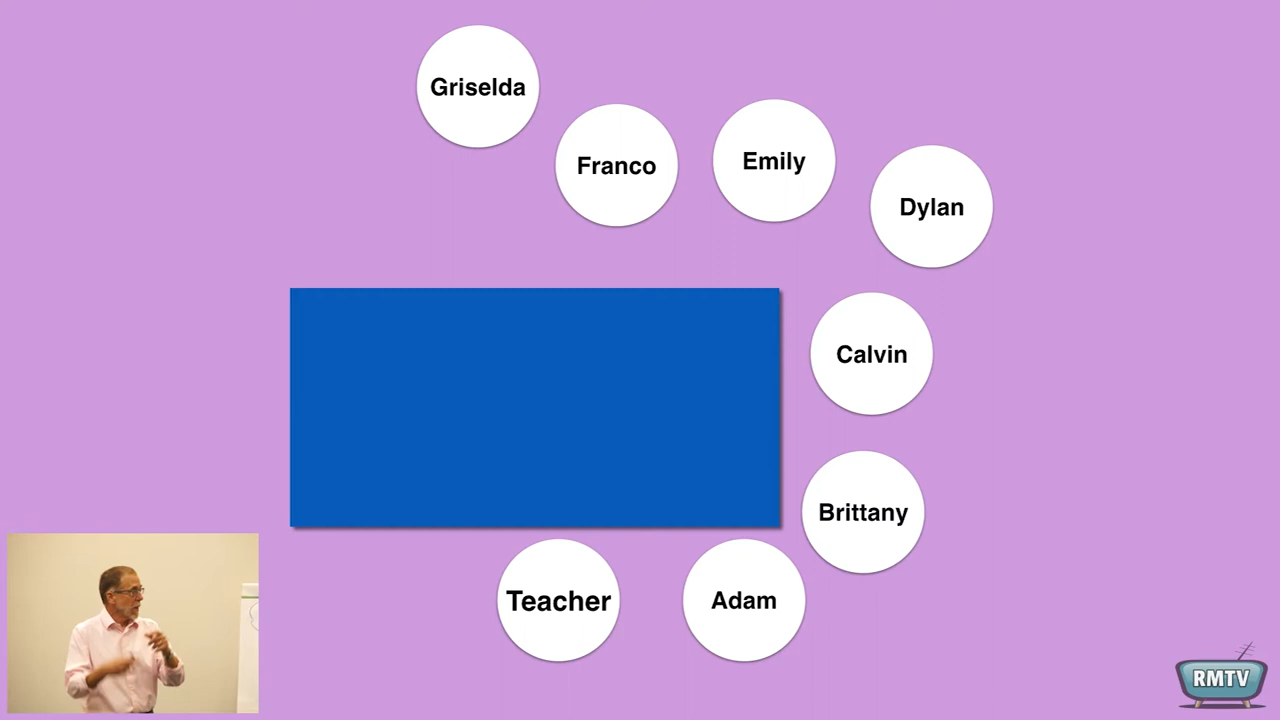 Griselda
Franco
Emily
Dylan
Calvin
Brittany
Teacher
Adam
RMTV